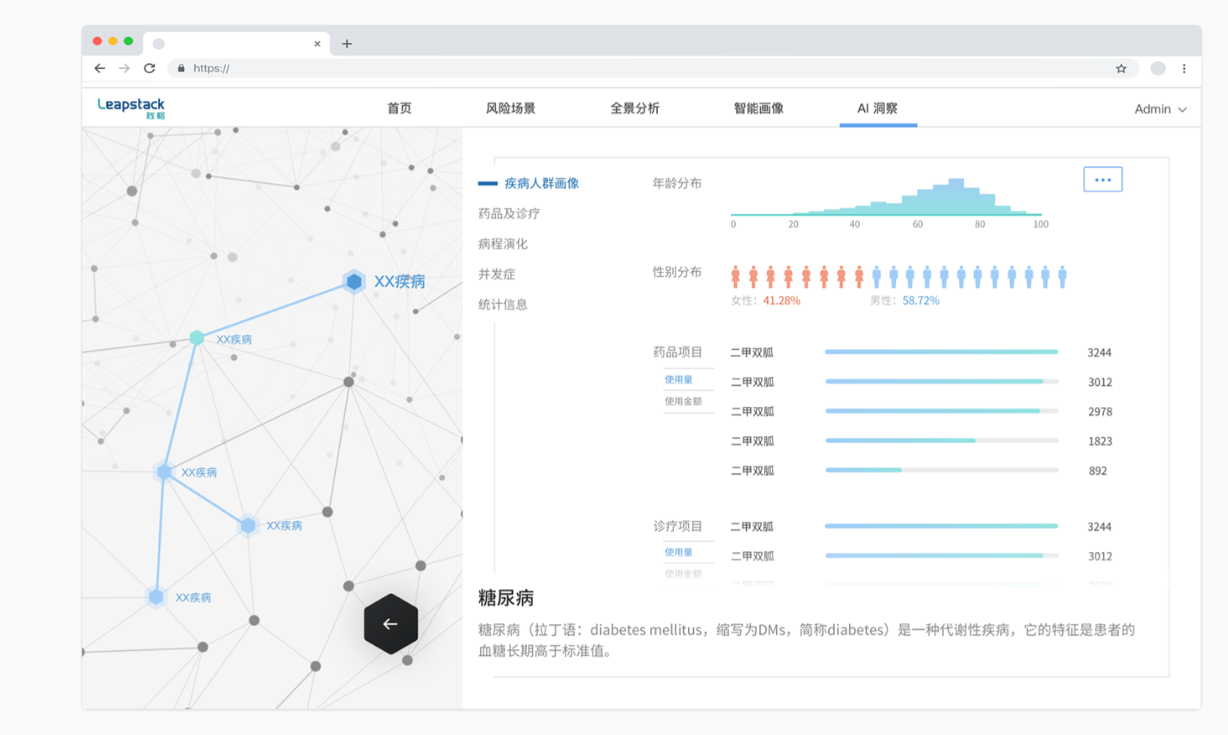 https://
Leapstack
栈略
首页
风险场景
全景分析
智能画像
AI 洞察
Admin
XX疾病
XX疾病
XX疾病
XX疾病
XX疾病
疾病人群画像
药品及诊疗
病程演化
并发症
统计信息
年龄分布
0 20 40 60 80 100
性别分布
女性：41.28%
男性：58.72%
药品项目
使用量
使用金额
二甲双胍 3244
二甲双胍 3012
二甲双胍 2978
二甲双胍 1823
二甲双胍 892
诊疗项目
使用量
使用金额
二甲双胍 3244
二甲双胍 3012
二甲双胍 2978
糖尿病
糖尿病（拉丁语：diabetes mellitus，缩写为DMs，简称diabetes）是一种代谢性疾病，它的特征是患者的
血糖长期高于标准值。